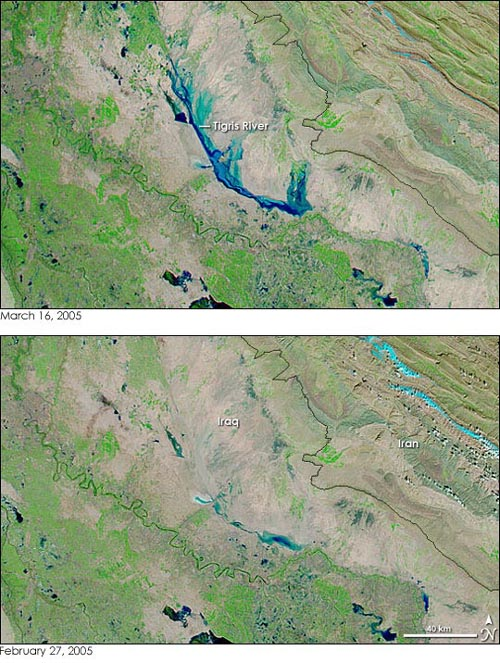 Tigris River
March 16, 2005
Iraq
Iran
40 km
N
February 27, 2005